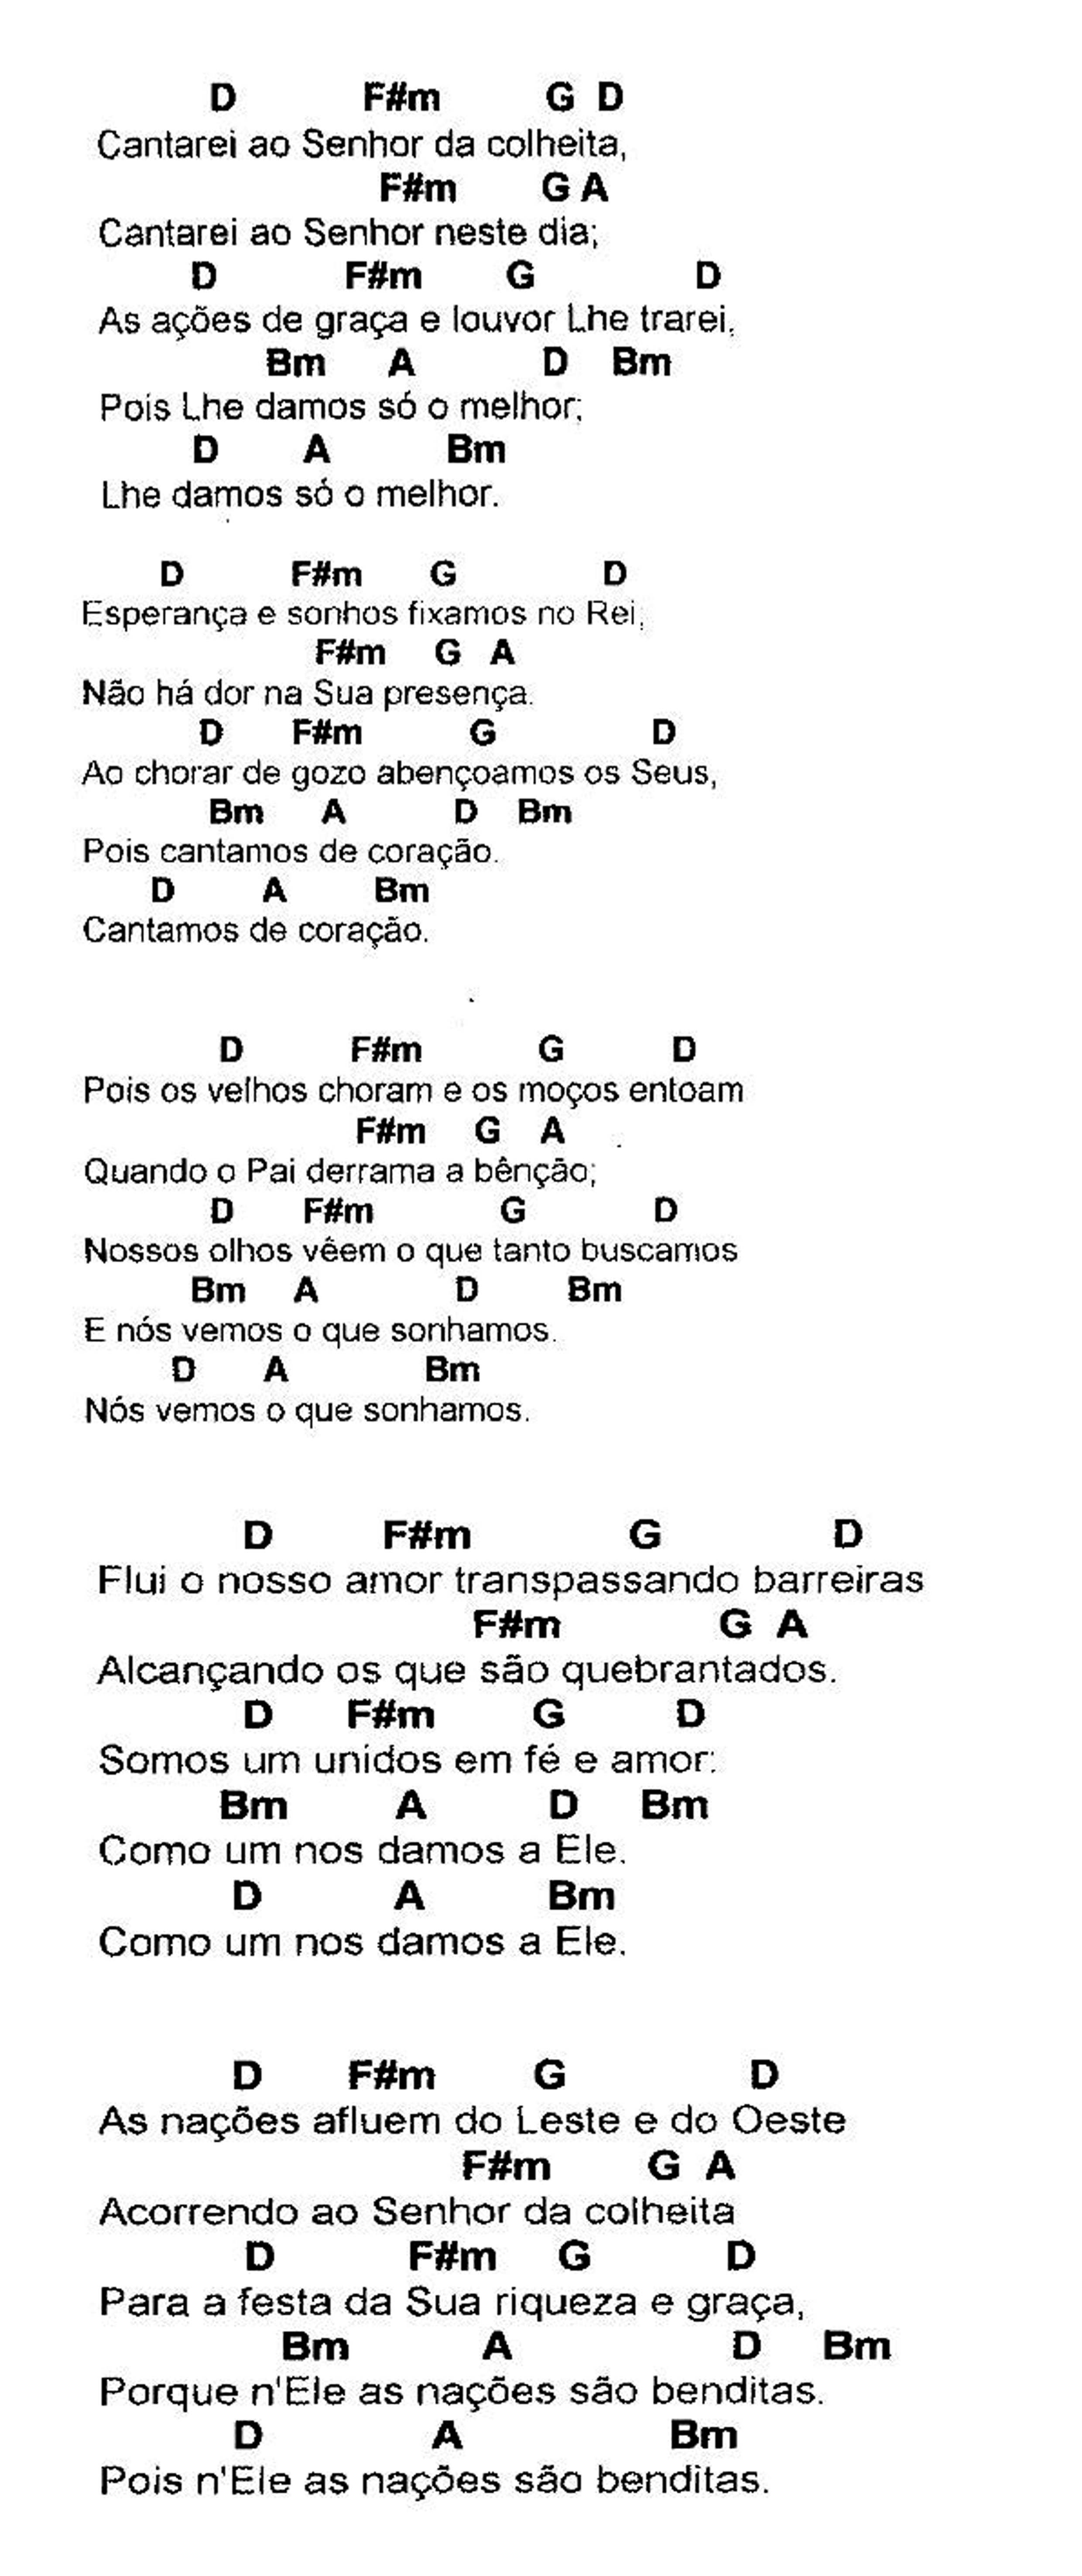 D F#m G D
Cantarei ao Senhor da colheita,
F#m G A
Cantarei ao Senhor neste dia;
D F#m G D
As ações de graça e louvor Lhe trarei,
Bm A D Bm
Pois Lhe damos só o melhor;
D A Bm
Lhe damos só o melhor.
D F#m G D
Esperança e sonhos fixamos no Rei;
F#m G A
Não há dor na Sua presença.
D F#m G D
Ao chorar de gozo abençoamos os Seus,
Bm A D Bm
Pois cantamos de coração.
D A Bm
Cantamos de coração.
D F#m G D
Pois os velhos choram e os moços entoam
F#m G A
Quando o Pai derrama a bênção;
D F#m G D
Nossos olhos vêem o que tanto buscamos
Bm A D Bm
E nós vemos o que sonhamos.
D A Bm
Nós vemos o que sonhamos.
D F#m G D
Flui o nosso amor transpassando barreiras
F#m G A
Alcançando os que são quebrantados.
D F#m G D
Somos um unidos em fé e amor:
Bm A D Bm
Como um nos damos a Ele.
D A Bm
Como um nos damos a Ele.
D F#m G D
As nações afluem do Leste e do Oeste
F#m G A
Acorrendo ao Senhor da colheita
D F#m G D
Para a festa da Sua riqueza e graça,
Bm A D Bm
Porque n'Ele as nações são benditas.
D A Bm
Pois n'Ele as nações são benditas.